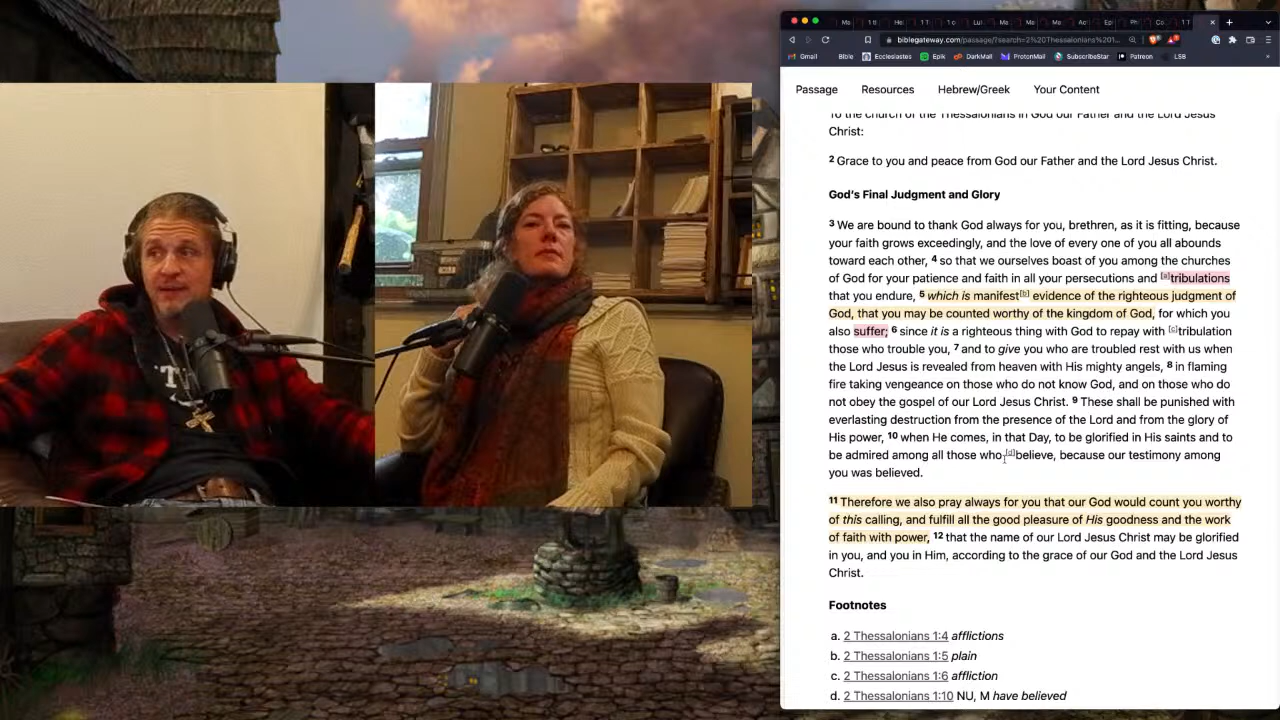 biblegateway.com/passage/?search=2%20Thessalonians%201...
Gmail Bible Ecclesiastes Epik DarkMail ProtonMail SubscribeStar Patreon LSB »
Passage Resources Hebrew/Greek Your Content
To the church of the Thessalonians in God our Father and the Lord Jesus
Christ:
2 Grace to you and peace from God our Father and the Lord Jesus Christ.
God's Final Judgment and Glory
3 We are bound to thank God always for you, brethren, as it is fitting, because
your faith grows exceedingly, and the love of every one of you all abounds
toward each other, 4 so that we ourselves boast of you among the churches
of God for your patience and faith in all your persecutions and [a]tribulations
that you endure, 5 which is manifest[b] evidence of the righteous judgment of
God, that you may be counted worthy of the kingdom of God, for which you
also suffer; 6 since it is a righteous thing with God to repay with [c]tribulation
those who trouble you, 7 and to give you who are troubled rest with us when
the Lord Jesus is revealed from heaven with His mighty angels, 8 in flaming
fire taking vengeance on those who do not know God, and on those who do
not obey the gospel of our Lord Jesus Christ. 9 These shall be punished with
everlasting destruction from the presence of the Lord and from the glory of
His power, 10 when He comes, in that Day, to be glorified in His saints and to
be admired among all those who [d]believe, because our testimony among
you was believed.
11 Therefore we also pray always for you that our God would count you worthy
of this calling, and fulfill all the good pleasure of His goodness and the work
of faith with power, 12 that the name of our Lord Jesus Christ may be glorified
in you, and you in Him, according to the grace of our God and the Lord Jesus
Christ.
Footnotes
a. 2 Thessalonians 1:4 afflictions
b. 2 Thessalonians 1:5 plain
c. 2 Thessalonians 1:6 affliction
d. 2 Thessalonians 1:10 NU, M have believed